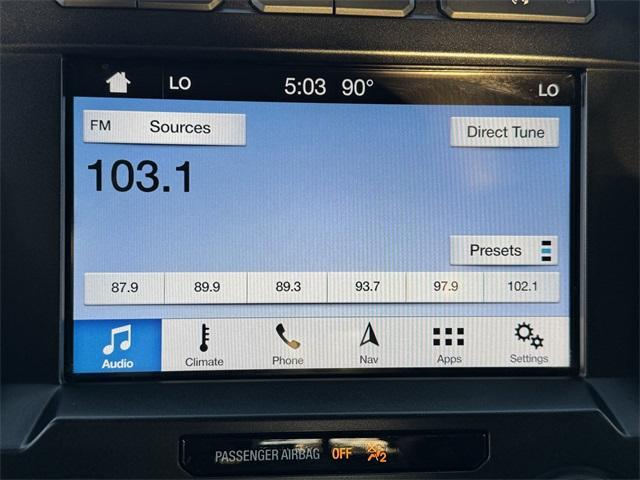 LO 5:03 90° LO
FM Sources Direct Tune
103.1
Presets
87.9 89.9 89.3 93.7 97.9 102.1
Audio Climate Phone Nav Apps Settings
PASSENGER AIRBAG OFF 2